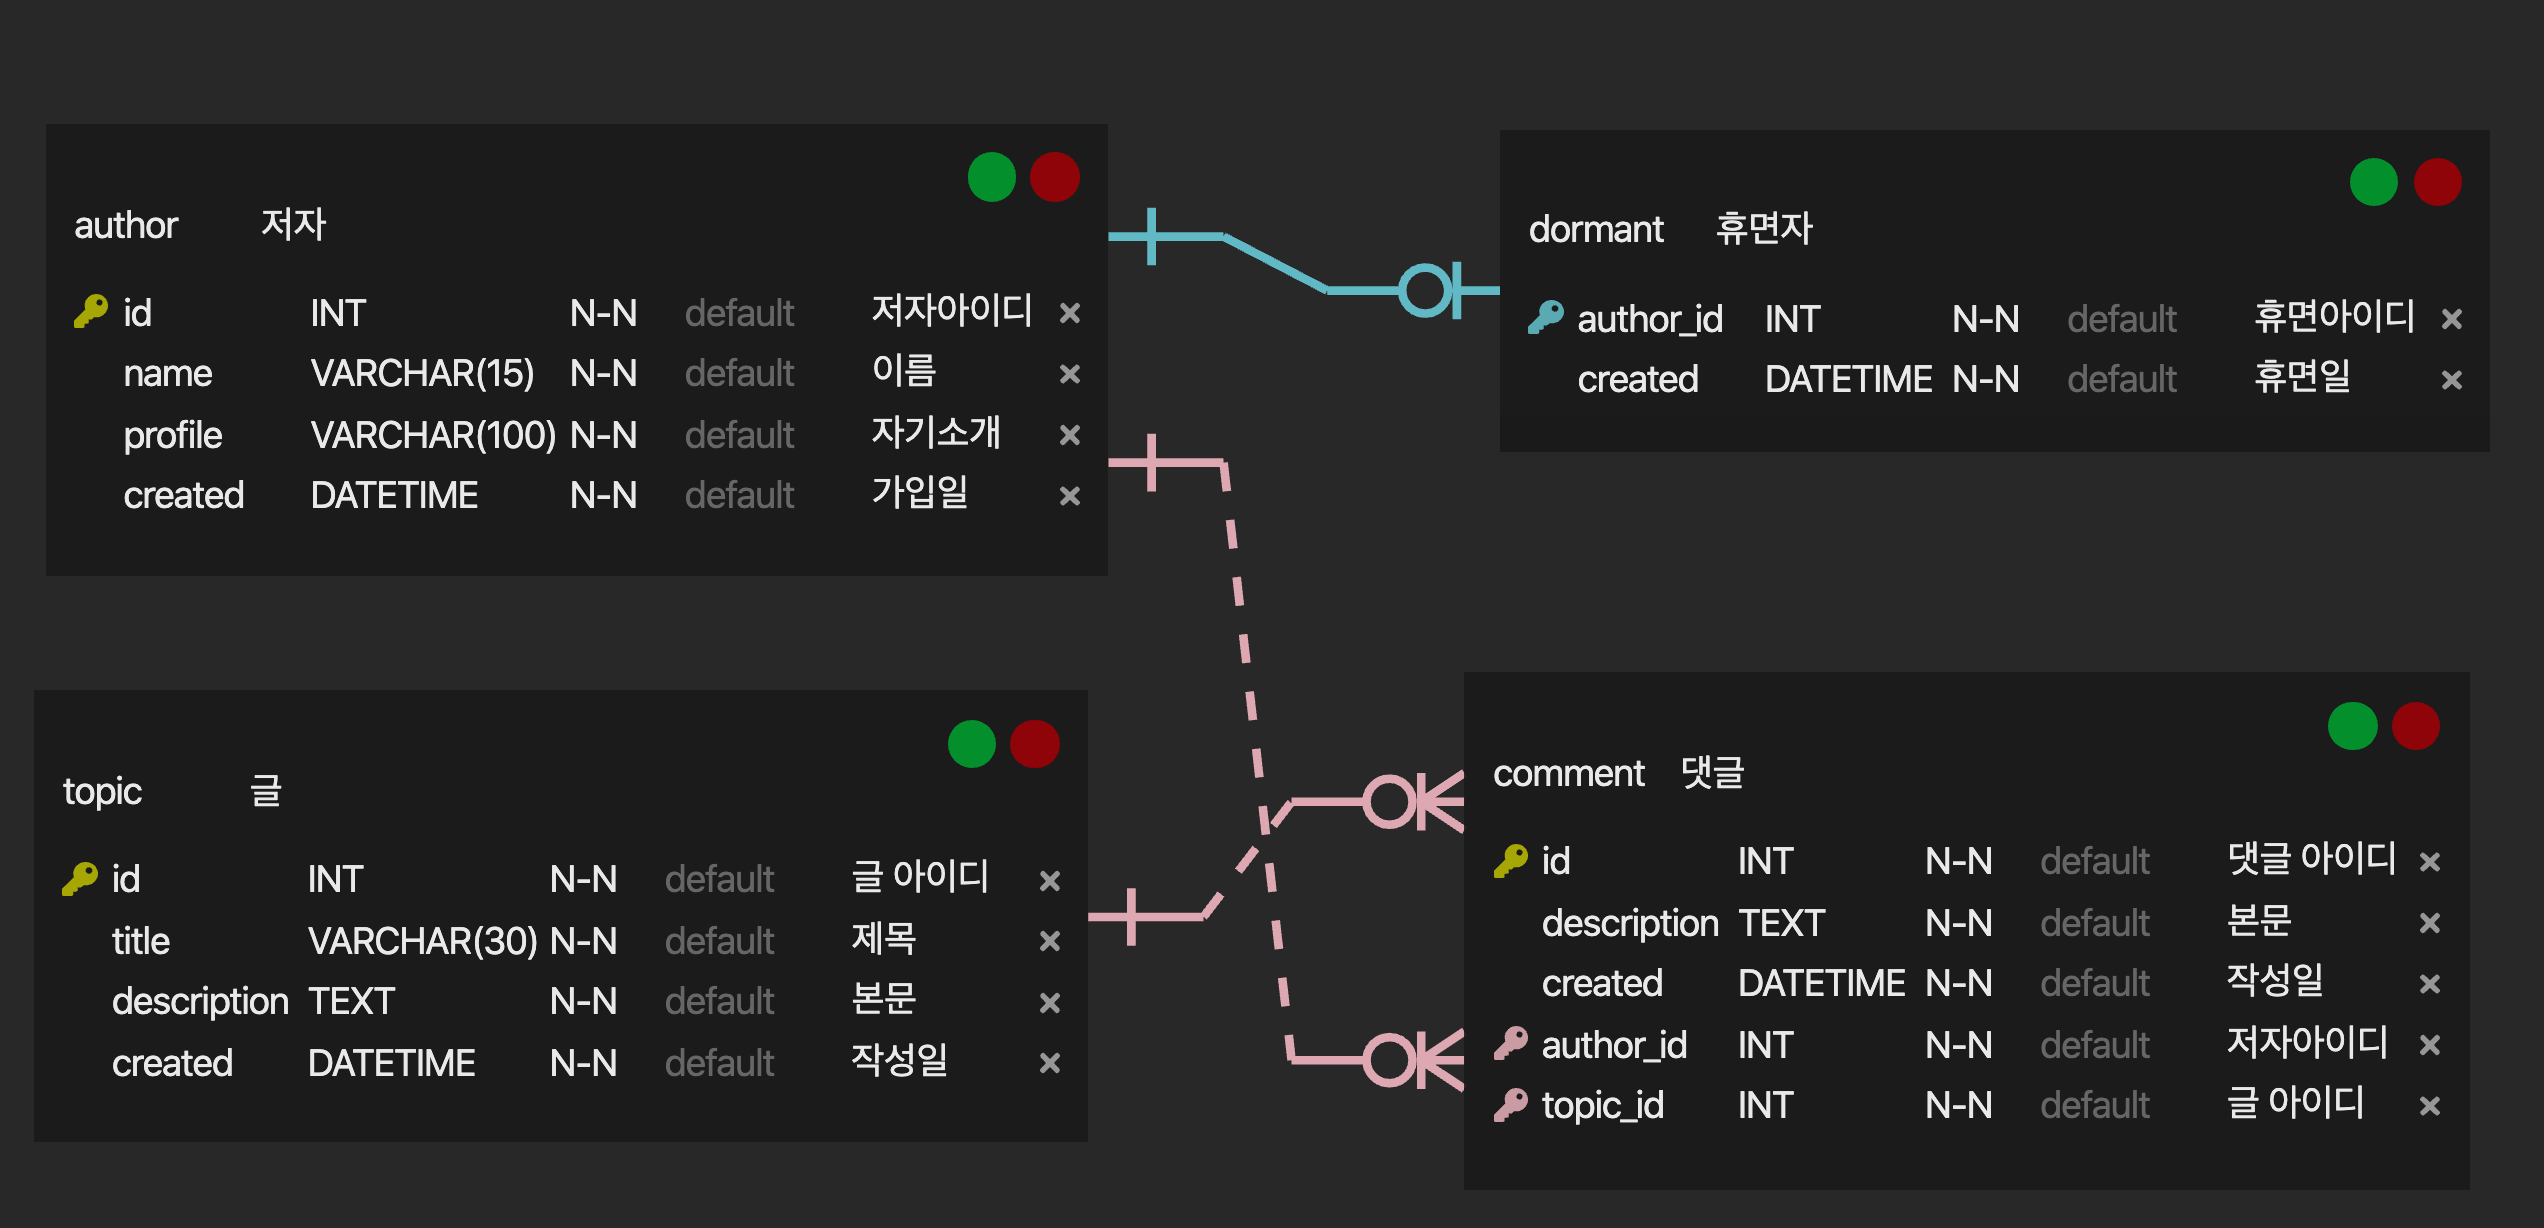 author 저자
id INT N-N default 저자아이디 ×
name VARCHAR(15) N-N default 이름 ×
profile VARCHAR(100) N-N default 자기소개 ×
created DATETIME N-N default 가입일 ×
dormant 휴면자
author_id INT N-N default 휴면아이디 ×
created DATETIME N-N default 휴면일 ×
topic 글
id INT N-N default 글 아이디 ×
title VARCHAR(30) N-N default 제목 ×
description TEXT N-N default 본문 ×
created DATETIME N-N default 작성일 ×
comment 댓글
id INT N-N default 댓글 아이디 ×
description TEXT N-N default 본문 ×
created DATETIME N-N default 작성일 ×
author_id INT N-N default 저자아이디 ×
topic_id INT N-N default 글 아이디 ×